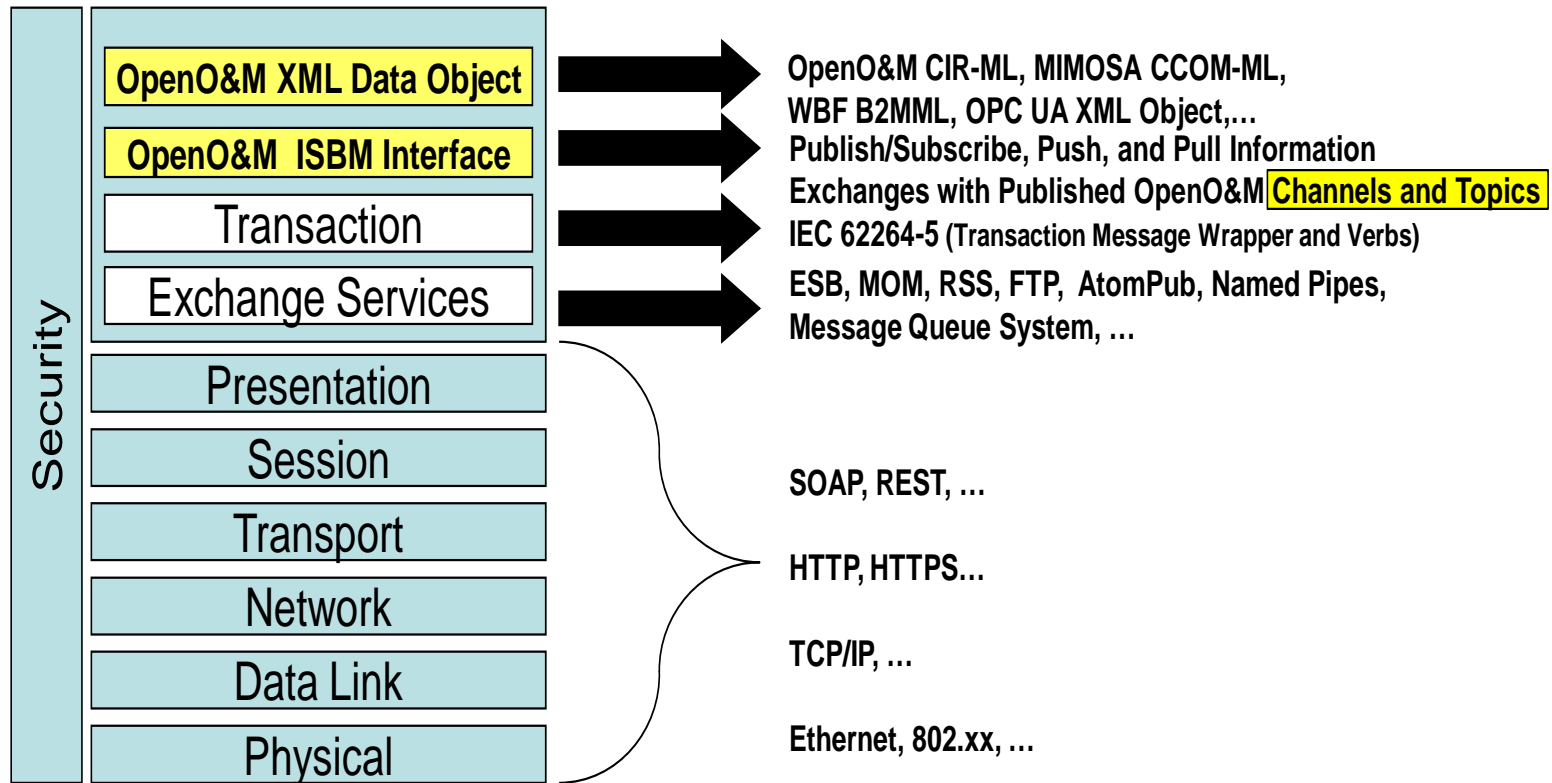 Security
OpenO&M XML Data Object
OpenO&M ISBM Interface
Transaction
Exchange Services
Presentation
Session
Transport
Network
Data Link
Physical
OpenO&M CIR-ML, MIMOSA CCOM-ML,
WBF B2MML, OPC UA XML Object,…
Publish/Subscribe, Push, and Pull Information
Exchanges with Published OpenO&M Channels and Topics
IEC 62264-5 (Transaction Message Wrapper and Verbs)
ESB, MOM, RSS, FTP, AtomPub, Named Pipes,
Message Queue System, …
SOAP, REST, …
HTTP, HTTPS…
TCP/IP, …
Ethernet, 802.xx, …